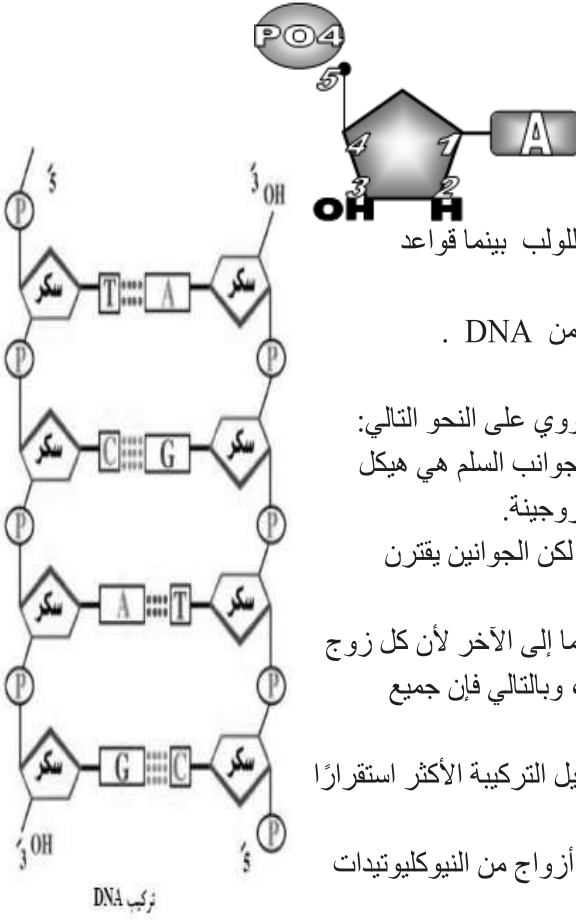 PO4
5
4
1
A
3
2
OH
H
للولب بينما قواعد
من DNA .
روي على النحو التالي:
جوانب السلم هي هيكل
روجينة.
لكن الجوانين يقترن
ما إلى الآخر لأن كل زوج
، وبالتالي فإن جميع
يل التركيبة الأكثر استقرارًا
أزواج من النيوكليوتيدات
5́
3́ OH
P
سكر T A سكر
P P
سكر C G سكر
P P
سكر A T سكر
P P
سكر G C سكر
3́ OH
5́ P
تركيب DNA